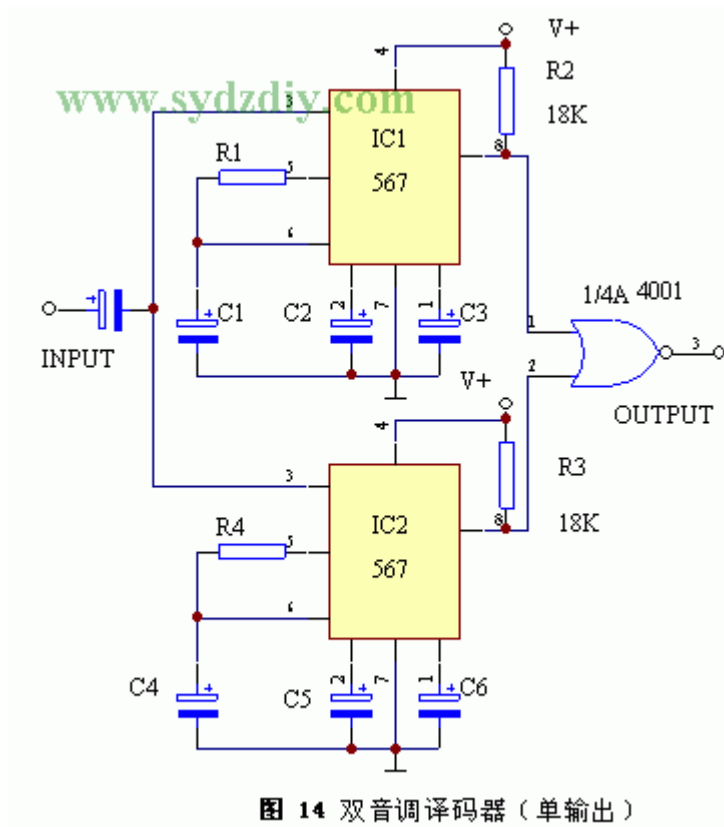 V+
4
R2
www.sydzdiy.com
3
18K
IC1
R1
8
5
567
6
1/4A 4001
2
7
1
C1
C2
C3
1
3
INPUT
2
V+
4
OUTPUT
3
R3
8
18K
R4
IC2
5
567
6
2
7
1
C4
C5
C6
图 14 双音调译码器（单输出）